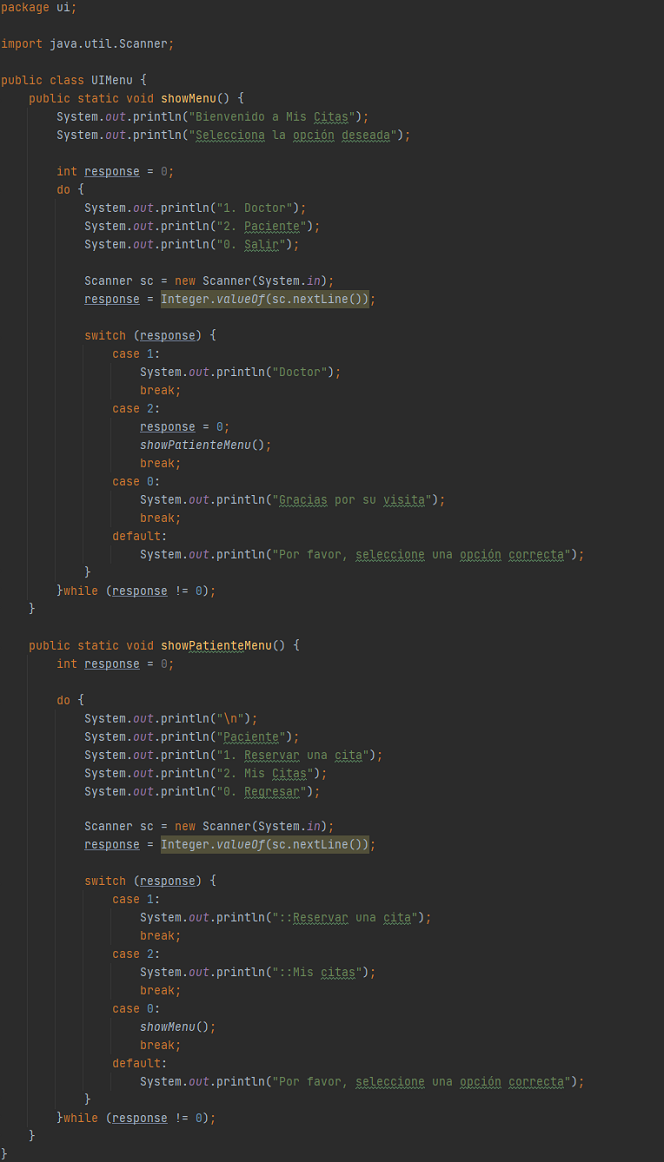 package ui;
import java.util.Scanner;
public class UIMenu {
public static void showMenu() {
System.out.println("Bienvenido a Mis Citas");
System.out.println("Selecciona la opción deseada");
int response = 0;
do {
System.out.println("1. Doctor");
System.out.println("2. Paciente");
System.out.println("0. Salir");
Scanner sc = new Scanner(System.in);
response = Integer.valueOf(sc.nextLine());
switch (response) {
case 1:
System.out.println("Doctor");
break;
case 2:
response = 0;
showPatienteMenu();
break;
case 0:
System.out.println("Gracias por su visita");
break;
default:
System.out.println("Por favor, seleccione una opción correcta");
}
}while (response != 0);
}
public static void showPatienteMenu() {
int response = 0;
do {
System.out.println("\n");
System.out.println("Paciente");
System.out.println("1. Reservar una cita");
System.out.println("2. Mis Citas");
System.out.println("0. Regresar");
Scanner sc = new Scanner(System.in);
response = Integer.valueOf(sc.nextLine());
switch (response) {
case 1:
System.out.println("::Reservar una cita");
break;
case 2:
System.out.println("::Mis citas");
break;
case 0:
showMenu();
break;
default:
System.out.println("Por favor, seleccione una opción correcta");
}
}while (response != 0);
}
}